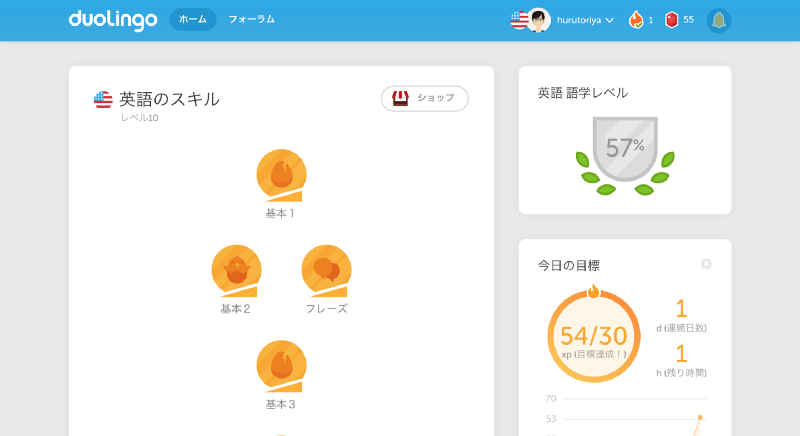 duolingo ホーム フォーラム hurutoriya 1 55
英語のスキル
レベル10
ショップ
基本1
基本2 フレーズ
基本3
英語 語学レベル
57%
今日の目標
54/30
xp (目標達成!)
1
d (連続日数)
1
h (残り時間)
70
53